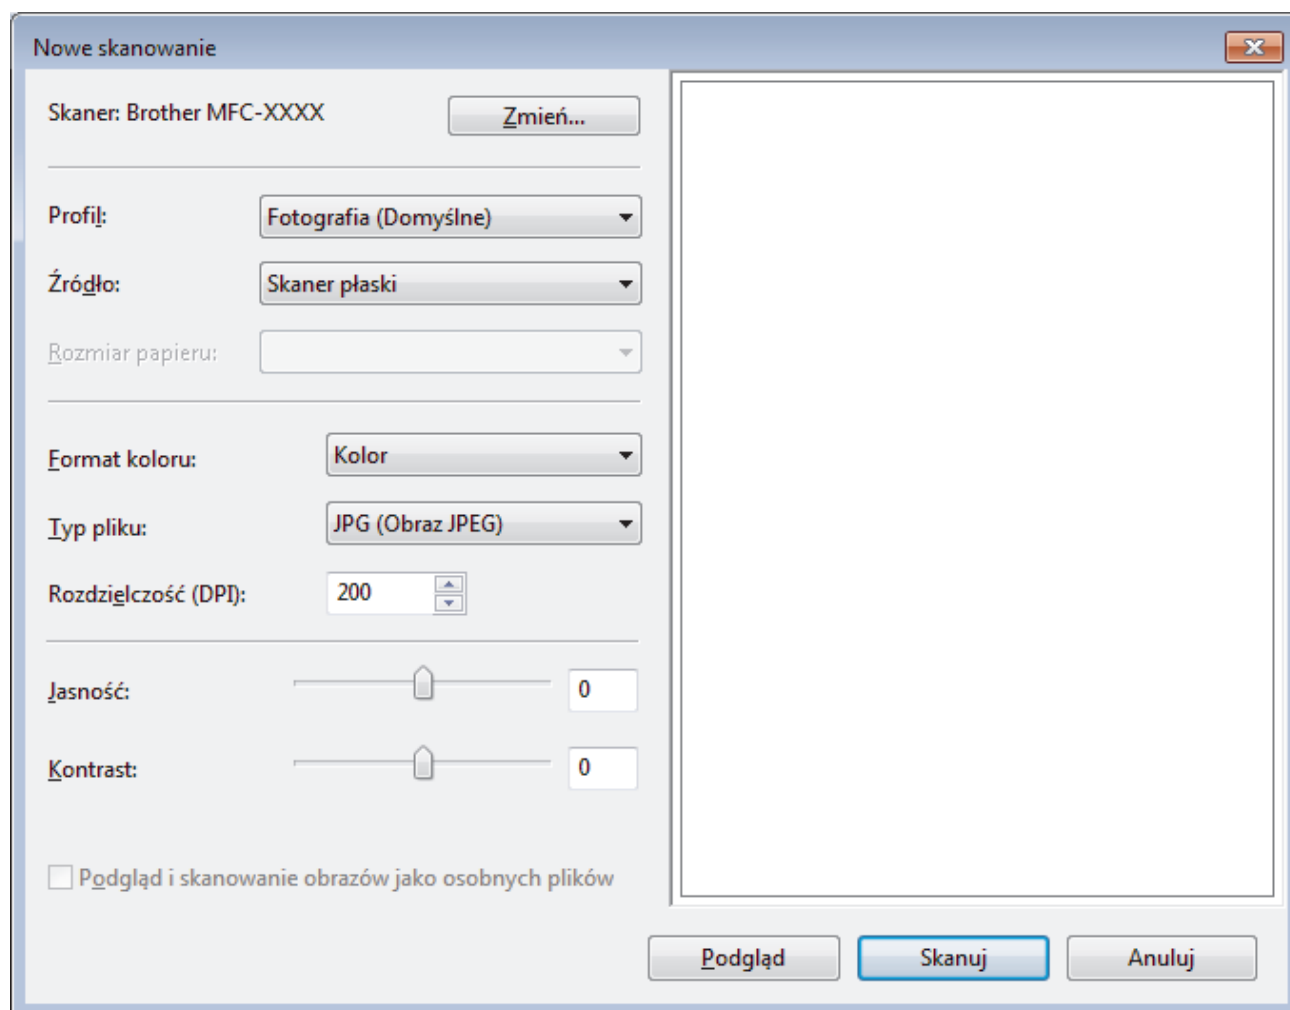 Nowe skanowanie
Skaner: Brother MFC-XXXX
Zmień...
Profil:
Fotografia (Domyślne)
Źródło:
Skaner płaski
Rozmiar papieru:
Format koloru:
Kolor
Typ pliku:
JPG (Obraz JPEG)
Rozdzielczość (DPI):
200
Jasność:
0
Kontrast:
0
Podgląd i skanowanie obrazów jako osobnych plików
Podgląd
Skanuj
Anuluj